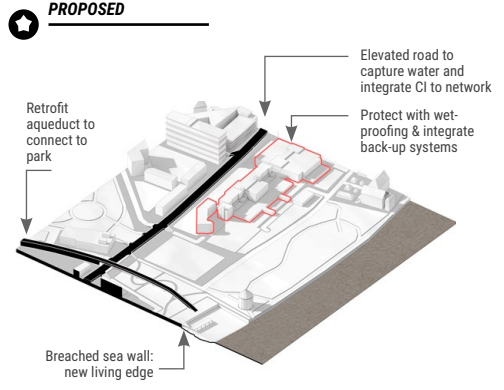 PROPOSED
Elevated road to
capture water and
integrate CI to network
Protect with wet-
proofing & integrate
back-up systems
Retrofit
aqueduct to
connect to
park
Breached sea wall:
new living edge